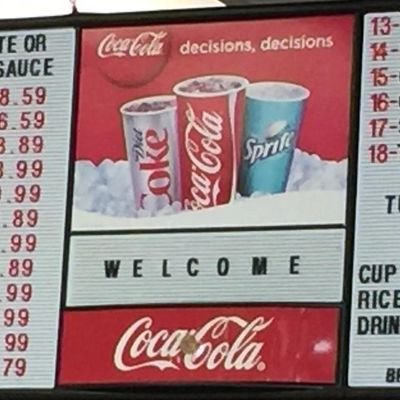 TE OR
SAUCE
8.59
6.59
8.89
.99
.99
.89
.99
.89
.99
.99
.99
.79
Coca-Cola decisions, decisions
Diet Coke
Coca-Cola
Sprite
WELCOME
Coca-Cola
13-
14-
15-
16-
17-
18-
CUP
RICE
DRIN